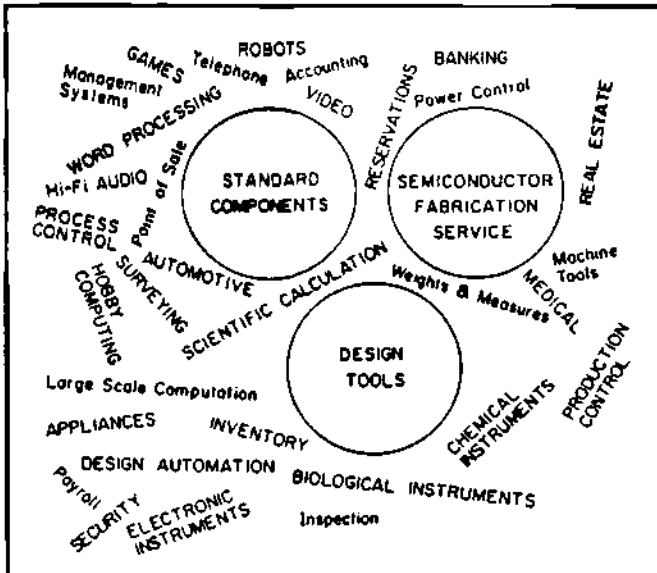 ROBOTS
GAMES
Telephone
Accounting
BANKING
Management
Systems
VIDEO
RESERVATIONS
Power Control
WORD PROCESSING
REAL ESTATE
Hi-Fi AUDIO
Point of Sale
STANDARD
COMPONENTS
SEMICONDUCTOR
FABRICATION
SERVICE
PROCESS
CONTROL
SURVEYING
AUTOMOTIVE
HOBBY
COMPUTING
SCIENTIFIC CALCULATION
Weights & Measures
Machine
Tools
MEDICAL
DESIGN
TOOLS
Large Scale Computation
PRODUCTION
CONTROL
CHEMICAL
INSTRUMENTS
APPLIANCES
INVENTORY
DESIGN AUTOMATION
BIOLOGICAL INSTRUMENTS
Payroll
SECURITY
ELECTRONIC
INSTRUMENTS
Inspection